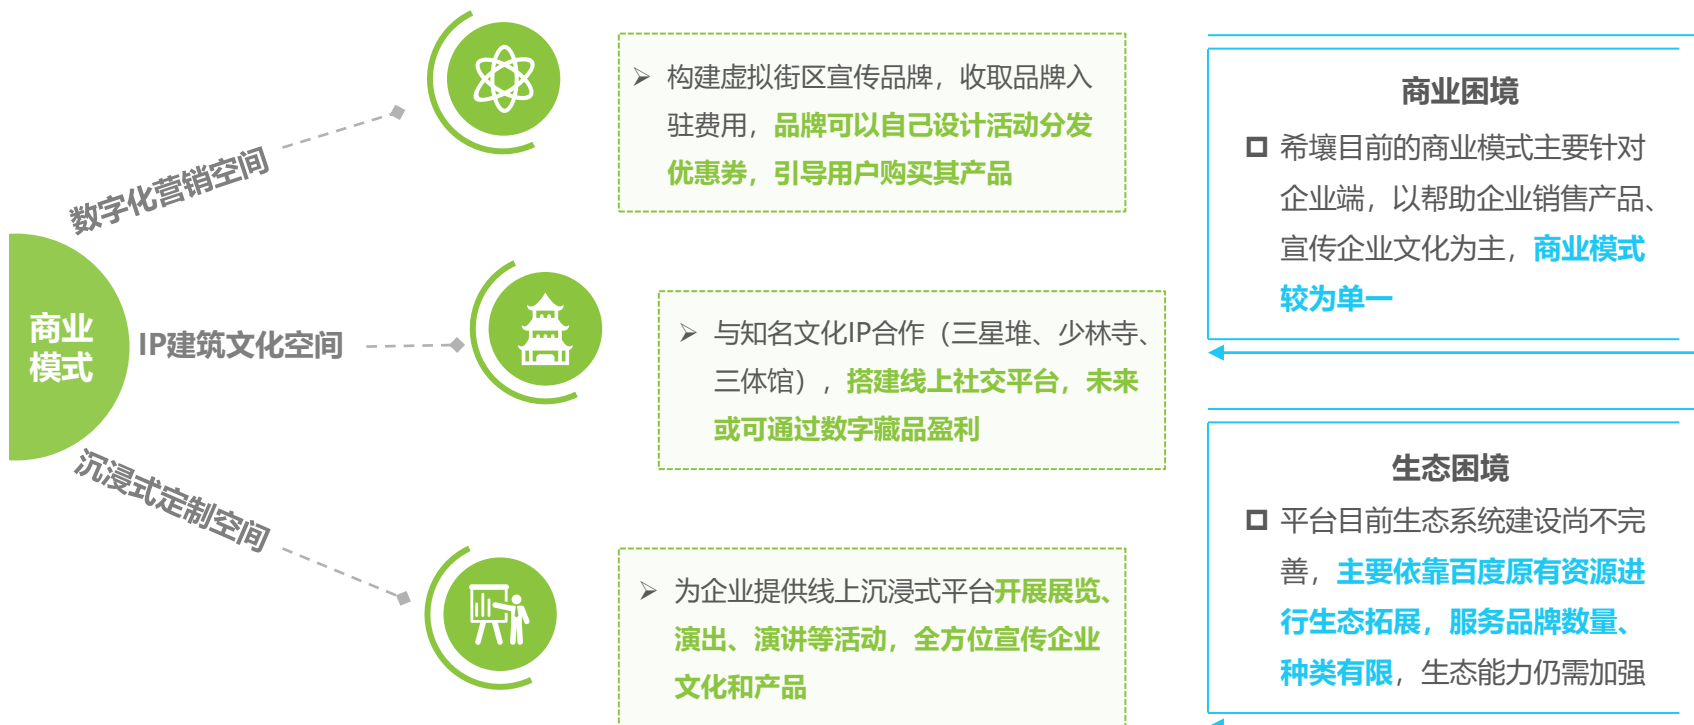 商业
模式
数字化营销空间
构建虚拟街区宣传品牌，收取品牌入
驻费用，品牌可以自己设计活动分发
优惠券，引导用户购买其产品
IP建筑文化空间
与知名文化IP合作（三星堆、少林寺、
三体馆），搭建线上社交平台，未来
或可通过数字藏品盈利
沉浸式定制空间
为企业提供线上沉浸式平台开展展览、
演出、演讲等活动，全方位宣传企业
文化和产品
商业困境
希壤目前的商业模式主要针对
企业端，以帮助企业销售产品、
宣传企业文化为主，商业模式
较为单一
生态困境
平台目前生态系统建设尚不完
善，主要依靠百度原有资源进
行生态拓展，服务品牌数量、
种类有限，生态能力仍需加强